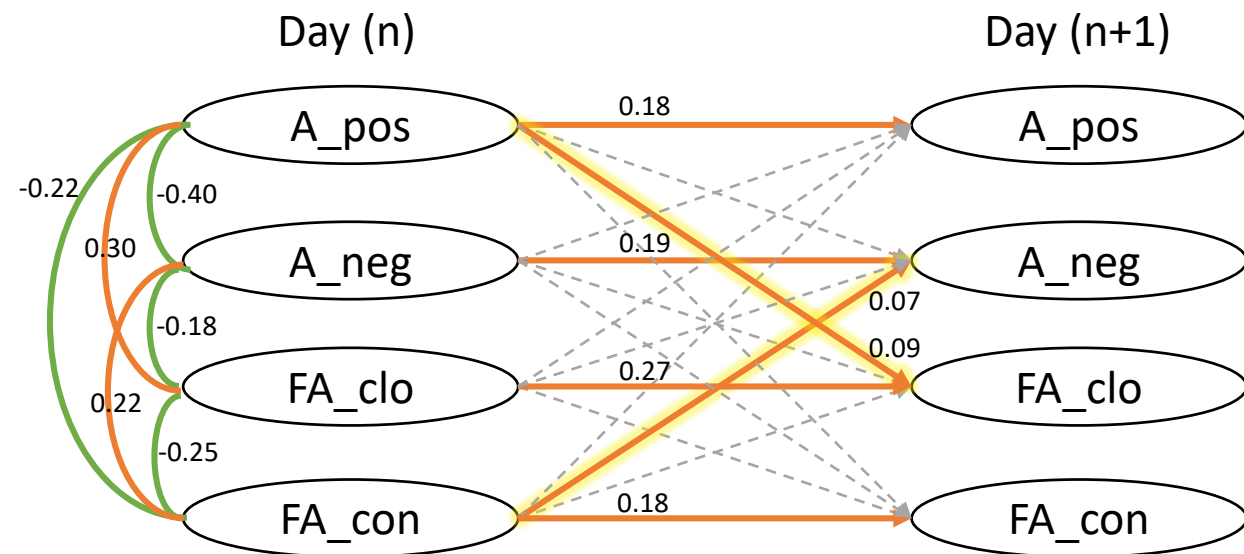 Day (n)
Day (n+1)
A_pos
0.18
A_pos
-0.22
-0.40
0.30
A_neg
0.19
A_neg
0.07
-0.18
0.09
FA_clo
0.27
FA_clo
0.22
-0.25
FA_con
0.18
FA_con